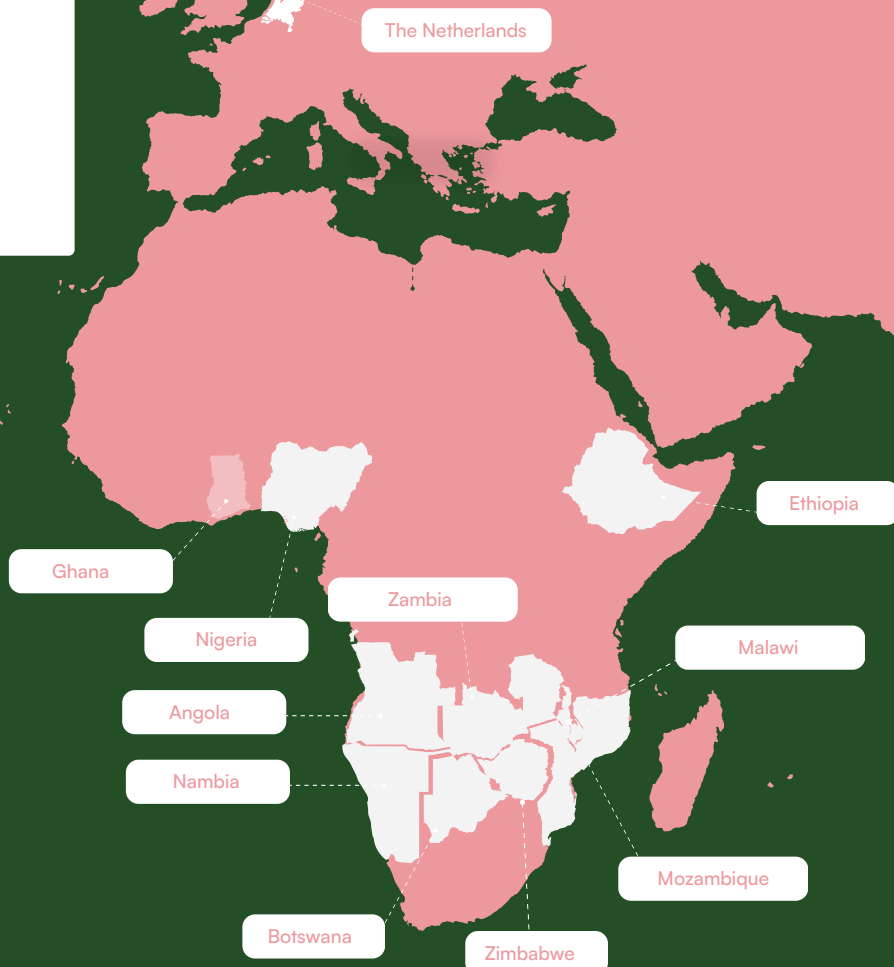 The Netherlands
Ethiopia
Ghana
Zambia
Nigeria
Malawi
Angola
Nambia
Mozambique
Botswana
Zimbabwe